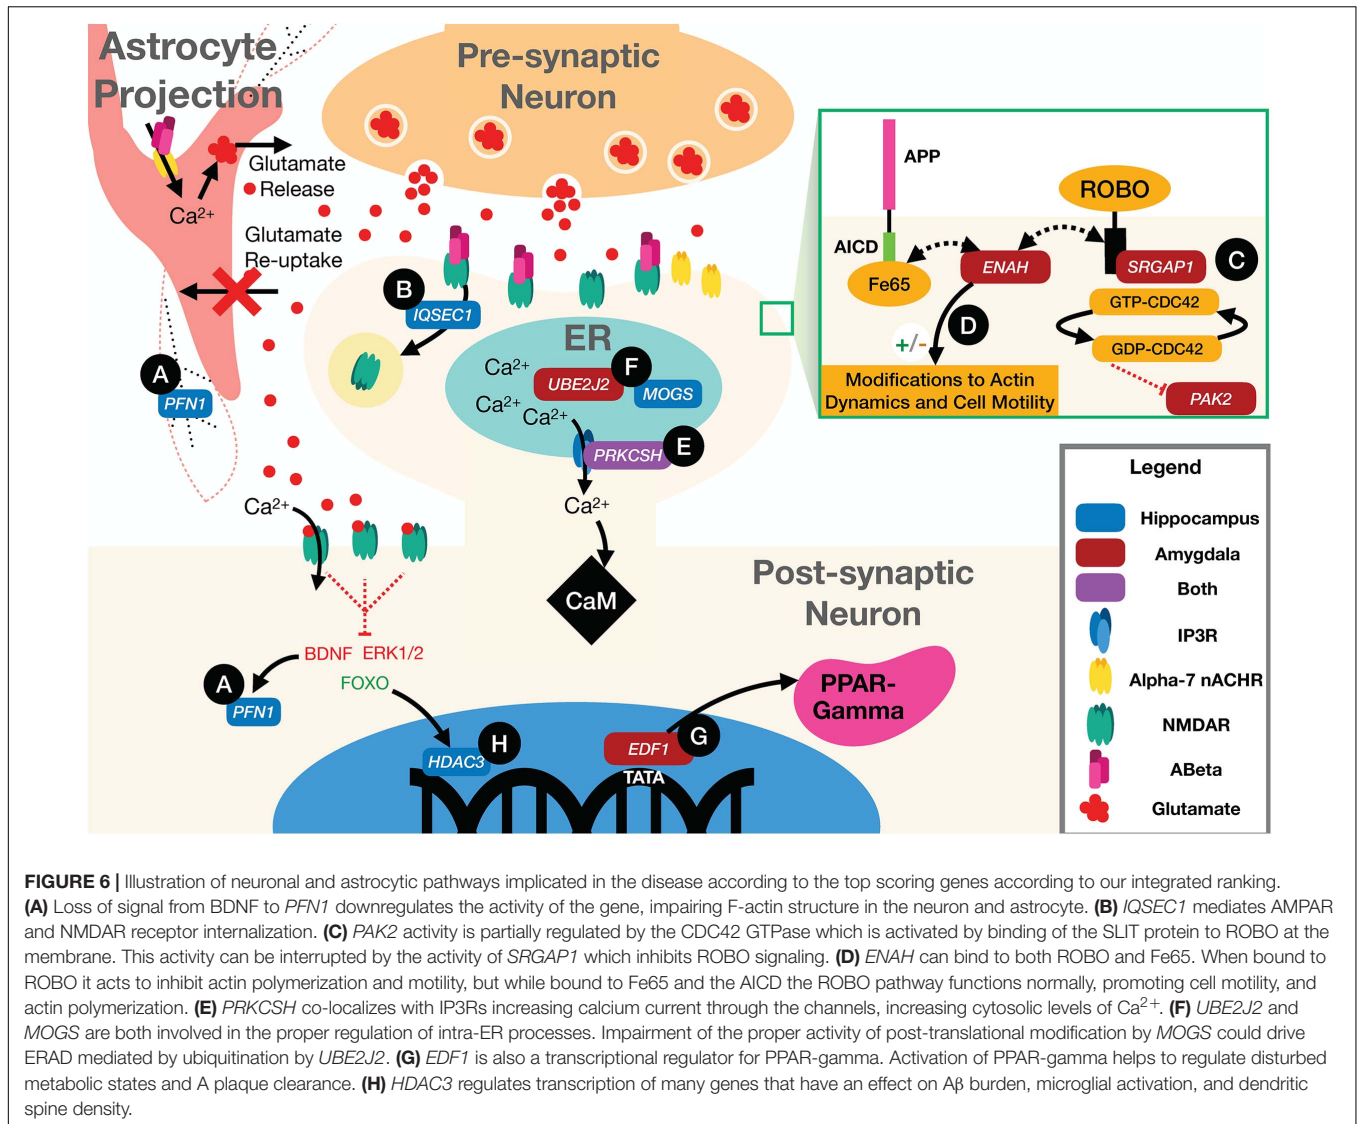 Astrocyte
Projection
Pre-synaptic
Neuron
Glutamate
Release
Ca2+
Glutamate
Re-uptake
A
PFN1
B
IQSEC1
ER
Ca2+
Ca2+
Ca2+
UBE2J2
F
MOGS
PRKCSH
E
Ca2+
CaM
Ca2+
BDNF ERK1/2
FOXO
A
PFN1
HDAC3
H
EDF1
G
TATA
PPAR-
Gamma
Post-synaptic
Neuron
APP
AICD
Fe65
ENAH
ROBO
SRGAP1
C
GTP-CDC42
GDP-CDC42
PAK2
D
+/-
Modifications to Actin
Dynamics and Cell Motility
Legend
Hippocampus
Amygdala
Both
IP3R
Alpha-7 nACHR
NMDAR
ABeta
Glutamate
FIGURE 6 | Illustration of neuronal and astrocytic pathways implicated in the disease according to the top scoring genes according to our integrated ranking.
(A) Loss of signal from BDNF to PFN1 downregulates the activity of the gene, impairing F-actin structure in the neuron and astrocyte. (B) IQSEC1 mediates AMPAR
and NMDAR receptor internalization. (C) PAK2 activity is partially regulated by the CDC42 GTPase which is activated by binding of the SLIT protein to ROBO at the
membrane. This activity can be interrupted by the activity of SRGAP1 which inhibits ROBO signaling. (D) ENAH can bind to both ROBO and Fe65. When bound to
ROBO it acts to inhibit actin polymerization and motility, but while bound to Fe65 and the AICD the ROBO pathway functions normally, promoting cell motility, and
actin polymerization. (E) PRKCSH co-localizes with IP3Rs increasing calcium current through the channels, increasing cytosolic levels of Ca2+. (F) UBE2J2 and
MOGS are both involved in the proper regulation of intra-ER processes. Impairment of the proper activity of post-translational modification by MOGS could drive
ERAD mediated by ubiquitination by UBE2J2. (G) EDF1 is also a transcriptional regulator for PPAR-gamma. Activation of PPAR-gamma helps to regulate disturbed
metabolic states and A plaque clearance. (H) HDAC3 regulates transcription of many genes that have an effect on Aβ burden, microglial activation, and dendritic
spine density.